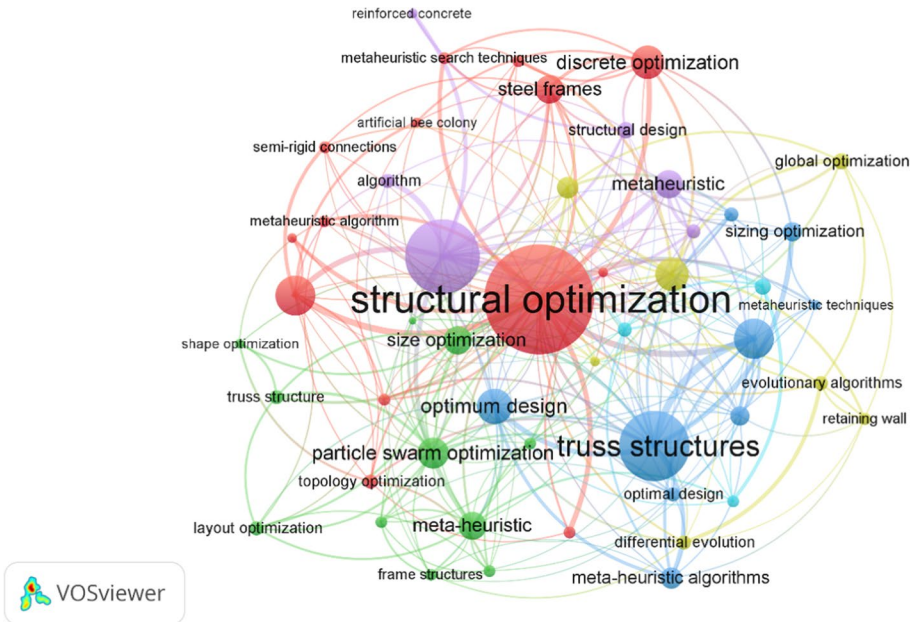 reinforced concrete
metaheuristic search techniques
discrete optimization
steel frames
artificial bee colony
structural design
semi-rigid connections
global optimization
algorithm
metaheuristic
metaheuristic algorithm
sizing optimization
structural optimization
metaheuristic techniques
shape optimization
size optimization
evolutionary algorithms
truss structure
optimum design
retaining wall
particle swarm optimization
truss structures
topology optimization
optimal design
layout optimization
meta-heuristic
differential evolution
frame structures
meta-heuristic algorithms
VOSviewer